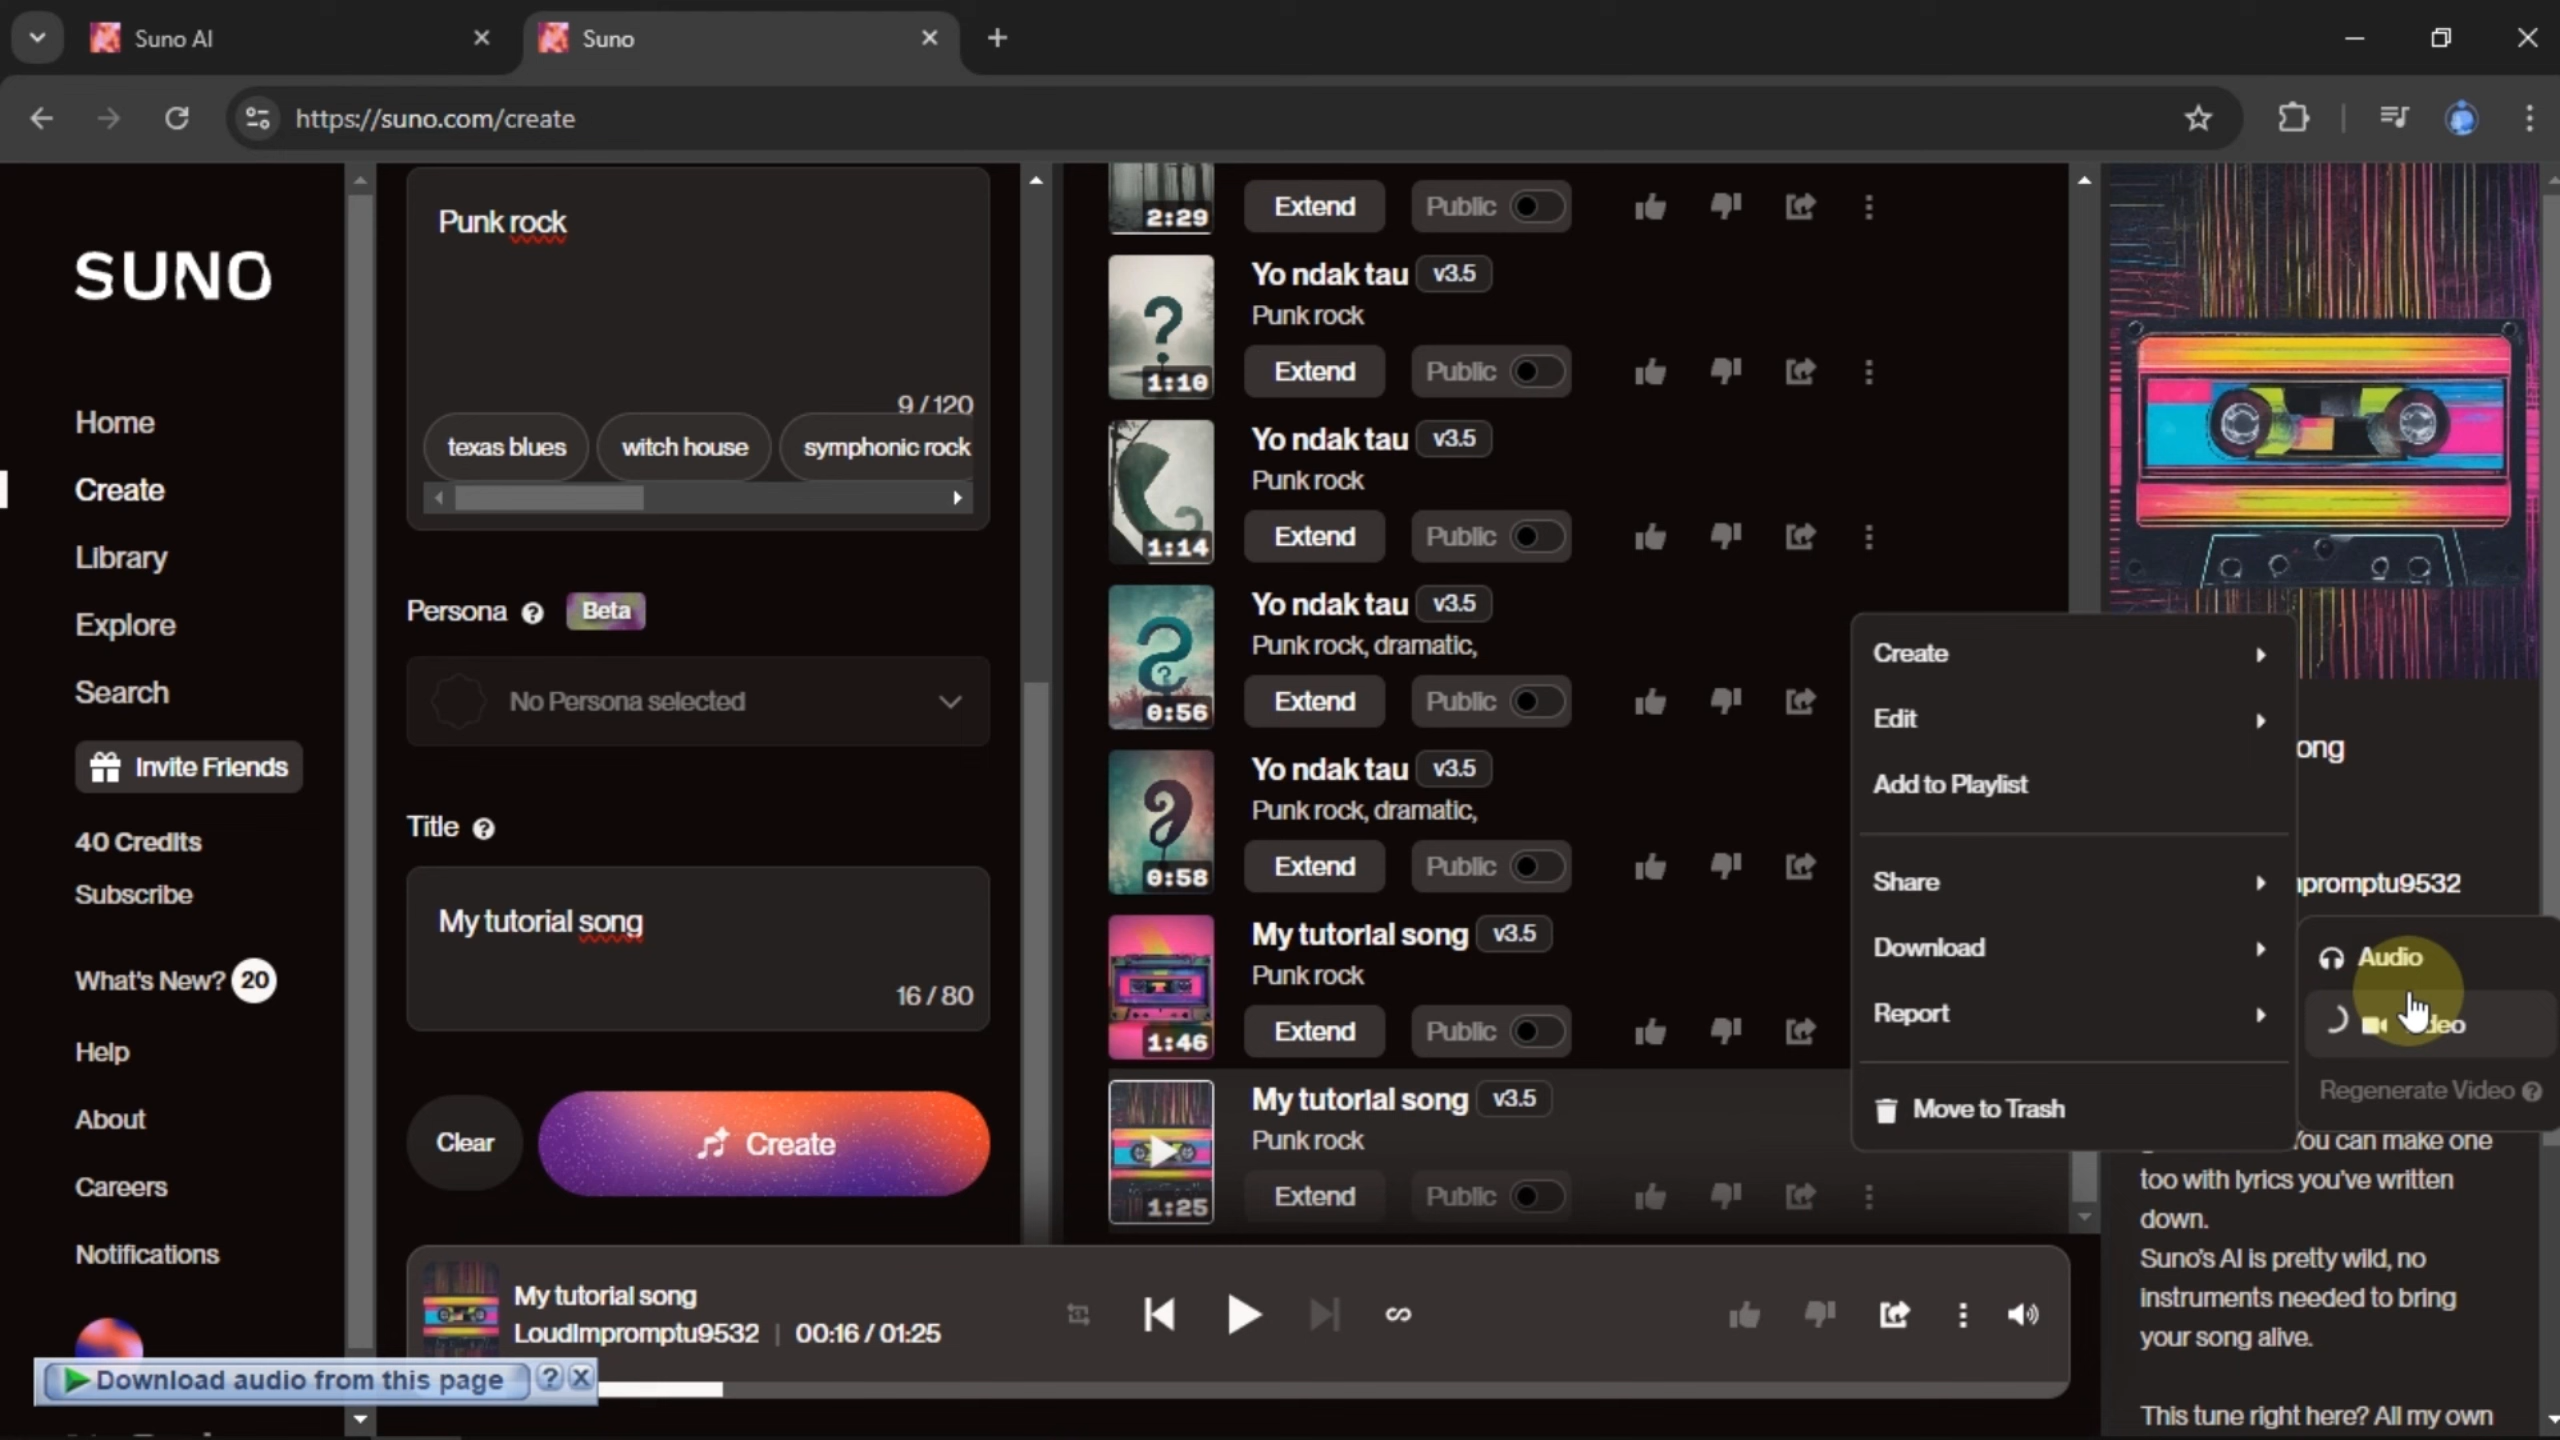 Suno AI
Suno
https://suno.com/create
SUNO
Home
Create
Library
Explore
Search
Invite Friends
40 Credits
Subscribe
What's New? 20
Help
About
Careers
Notifications
Download audio from this page ? X
Punk rock
9 / 120
texas blues
witch house
symphonic rock
Persona ? Beta
No Persona selected
Title ?
My tutorial song
16 / 80
Clear
Create
2:29
Extend
Public
Yo ndak tau v3.5
Punk rock
1:10
Extend
Public
Yo ndak tau v3.5
Punk rock
1:14
Extend
Public
Yo ndak tau v3.5
Punk rock, dramatic,
0:56
Extend
Public
Yo ndak tau v3.5
Punk rock, dramatic,
0:58
Extend
Public
My tutorial song v3.5
Punk rock
1:46
Extend
Public
My tutorial song v3.5
Punk rock
1:25
Extend
Public
Create
Edit
Add to Playlist
Share
Download
Report
Move to Trash
Audio
Regenerate Video ?
ong
mpromptu9532
You can make one
too with lyrics you've written
down.
Suno's AI is pretty wild, no
instruments needed to bring
your song alive.
This tune right here? All my own
My tutorial song
LoudImpromptu9532 | 00:16 / 01:25